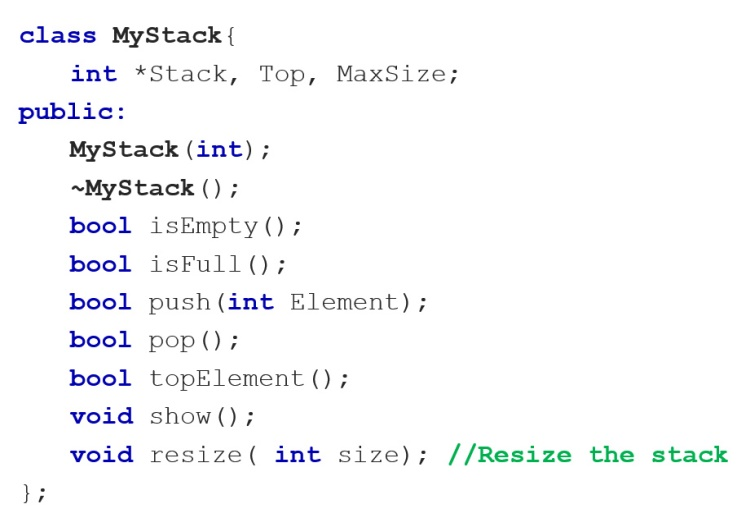 class MyStack{
    int *Stack, Top, MaxSize;
public:
    MyStack(int);
    ~MyStack();
    bool isEmpty();
    bool isFull();
    bool push(int Element);
    bool pop();
    bool topElement();
    void show();
    void resize( int size); //Resize the stack
};